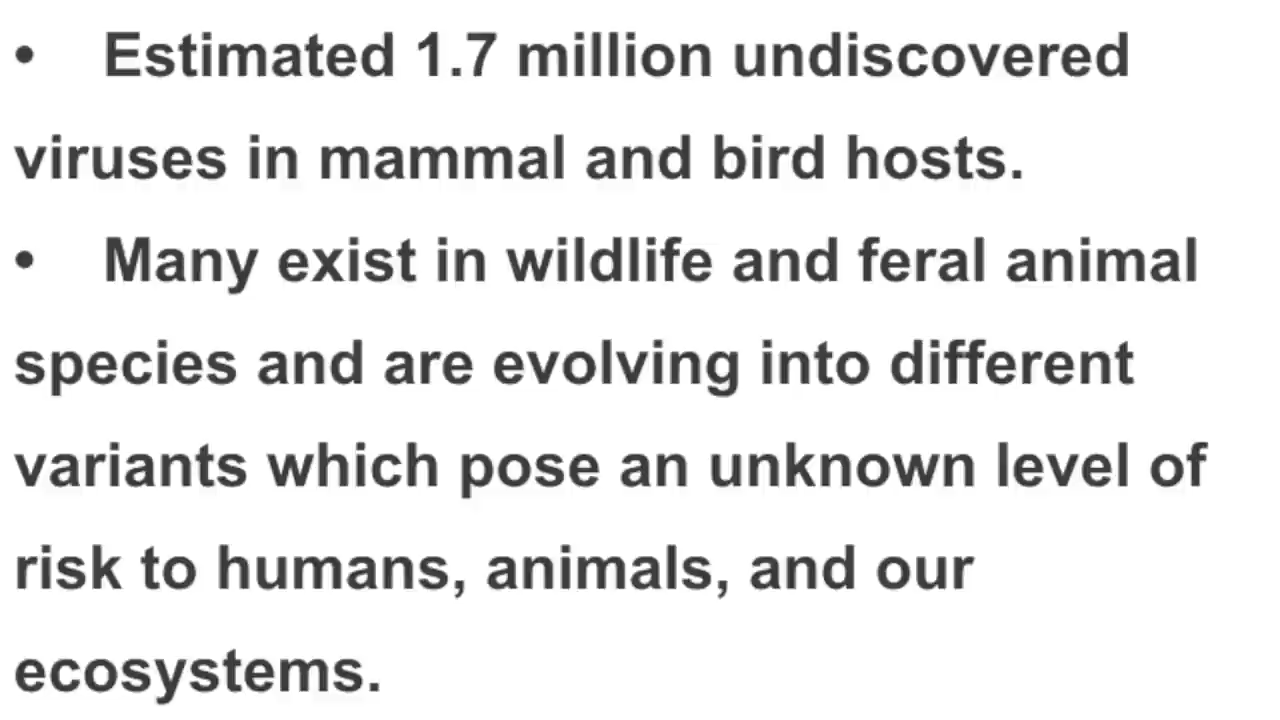 • Estimated 1.7 million undiscovered
viruses in mammal and bird hosts.
• Many exist in wildlife and feral animal
species and are evolving into different
variants which pose an unknown level of
risk to humans, animals, and our
ecosystems.